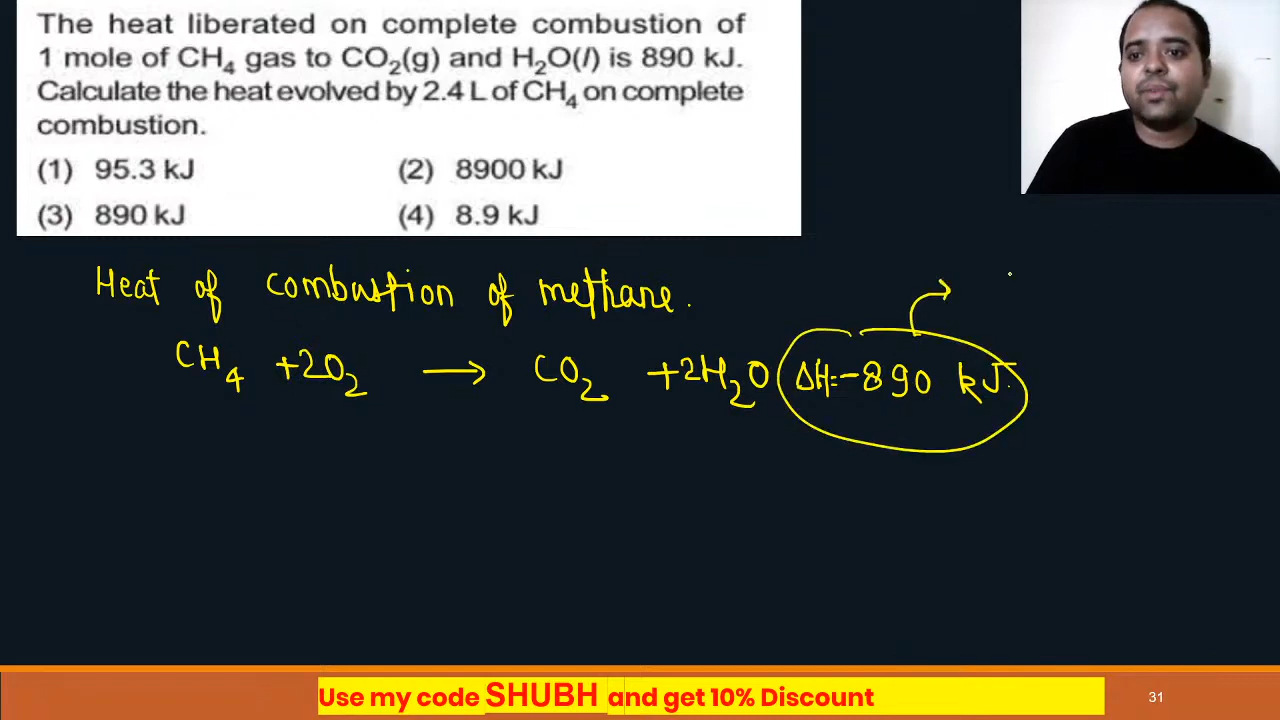 The heat liberated on complete combustion of
1 mole of CH₄ gas to CO₂(g) and H₂O(l) is 890 kJ.
Calculate the heat evolved by 2.4 L of CH₄ on complete
combustion.
(1) 95.3 kJ (2) 8900 kJ
(3) 890 kJ (4) 8.9 kJ
Heat of combustion of methane.
CH₄ +2O₂ → CO₂ +2H₂O ΔH=-890 kJ.
Use my code SHUBH and get 10% Discount
31